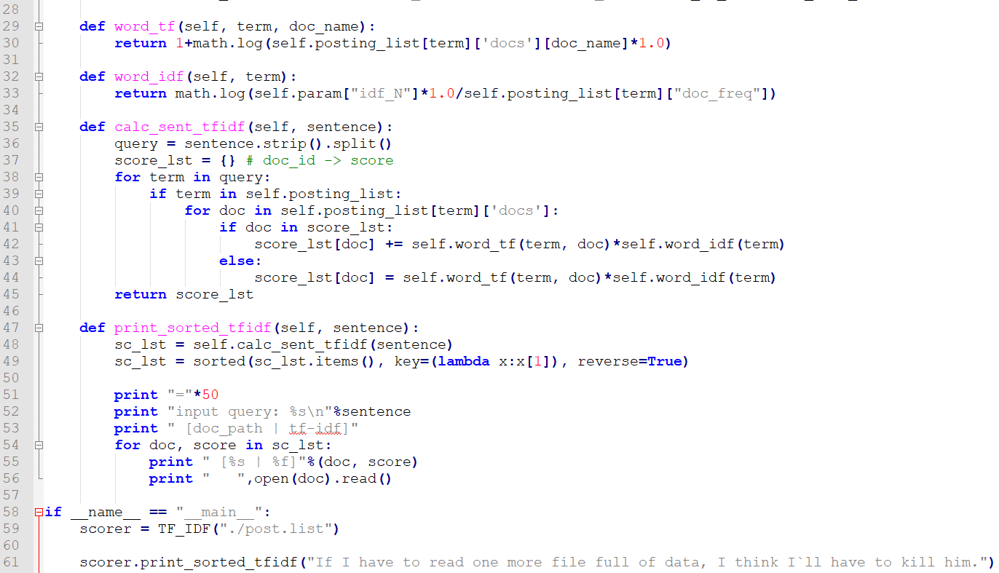 28
29 def word_tf(self, term, doc_name):
30 return 1+math.log(self.posting_list[term]['docs'][doc_name]*1.0)
31
32 def word_idf(self, term):
33 return math.log(self.param["idf_N"]*1.0/self.posting_list[term]["doc_freq"])
34
35 def calc_sent_tfidf(self, sentence):
36 query = sentence.strip().split()
37 score_lst = {} # doc_id -> score
38 for term in query:
39 if term in self.posting_list:
40 for doc in self.posting_list[term]['docs']:
41 if doc in score_lst:
42 score_lst[doc] += self.word_tf(term, doc)*self.word_idf(term)
43 else:
44 score_lst[doc] = self.word_tf(term, doc)*self.word_idf(term)
45 return score_lst
46
47 def print_sorted_tfidf(self, sentence):
48 sc_lst = self.calc_sent_tfidf(sentence)
49 sc_lst = sorted(sc_lst.items(), key=(lambda x:x[1]), reverse=True)
50
51 print "="*50
52 print "input query: %s\n"%sentence
53 print " [doc_path | tf-idf]"
54 for doc, score in sc_lst:
55 print " [%s | %f]"%(doc, score)
56 print "   ",open(doc).read()
57
58 if __name__ == "__main__":
59 scorer = TF_IDF("./post.list")
60
61 scorer.print_sorted_tfidf("If I have to read one more file full of data, I think I`ll have to kill him.")